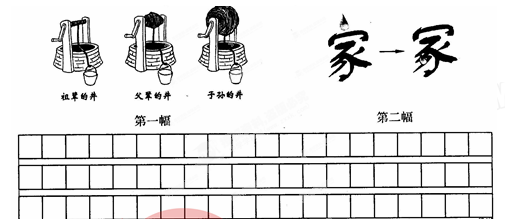 家 → 冢
祖辈的井 父辈的井 子孙的井
第一幅 第二幅